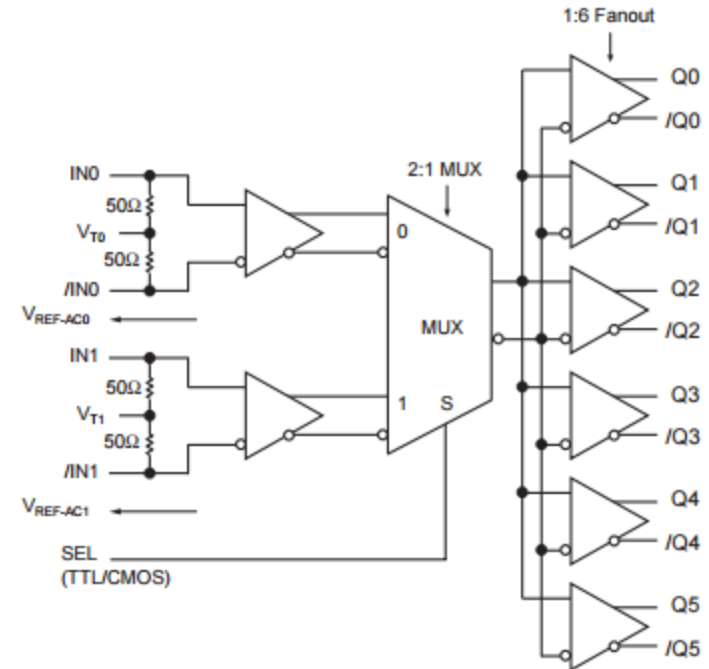 1:6 Fanout
Q0
/Q0
2:1 MUX
Q1
/Q1
IN0
50Ω
VT0
50Ω
/IN0
0
Q2
/Q2
VREF-AC0
MUX
IN1
50Ω
VT1
50Ω
/IN1
1 S
Q3
/Q3
VREF-AC1
Q4
/Q4
SEL
(TTL/CMOS)
Q5
/Q5